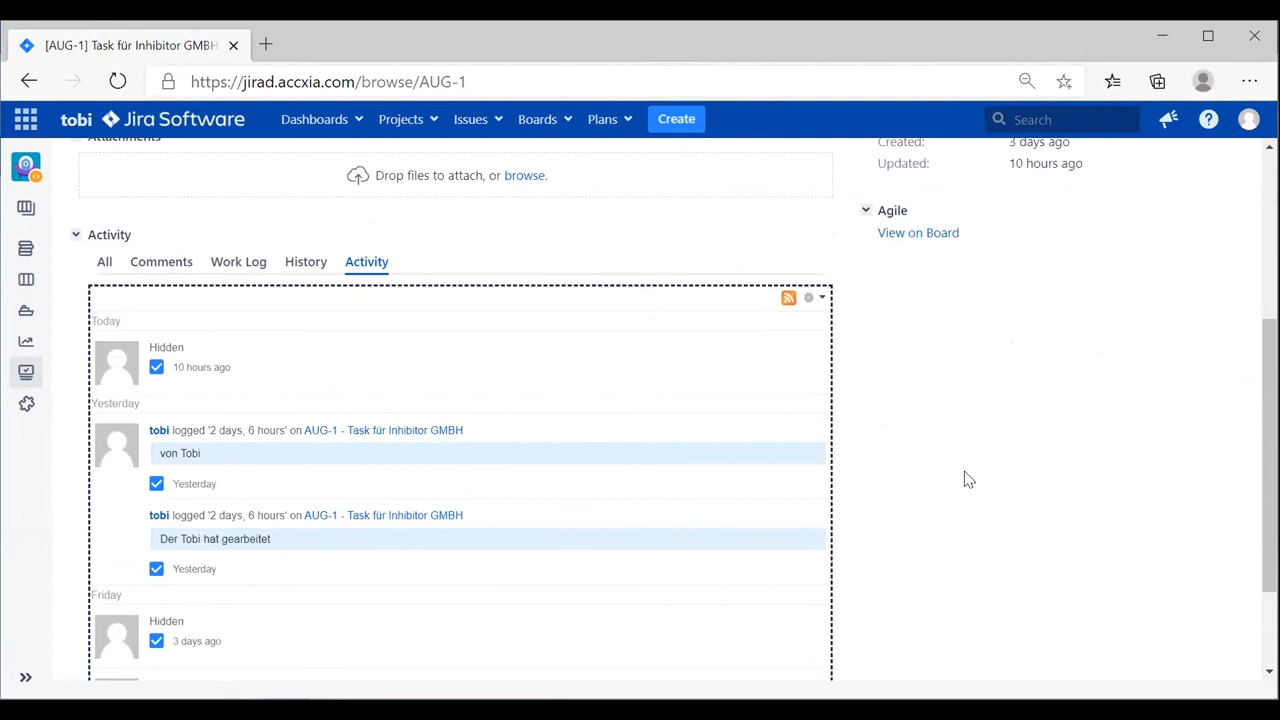 [AUG-1] Task für Inhibitor GMBH
https://jirad.accxia.com/browse/AUG-1
tobi Jira Software Dashboards Projects Issues Boards Plans Create Search
Attachments
Created: 3 days ago
Drop files to attach, or browse.
Updated: 10 hours ago
Agile
View on Board
Activity
All Comments Work Log History Activity
Today
Hidden
10 hours ago
Yesterday
tobi logged '2 days, 6 hours' on AUG-1 - Task für Inhibitor GMBH
von Tobi
Yesterday
tobi logged '2 days, 6 hours' on AUG-1 - Task für Inhibitor GMBH
Der Tobi hat gearbeitet
Yesterday
Friday
Hidden
3 days ago